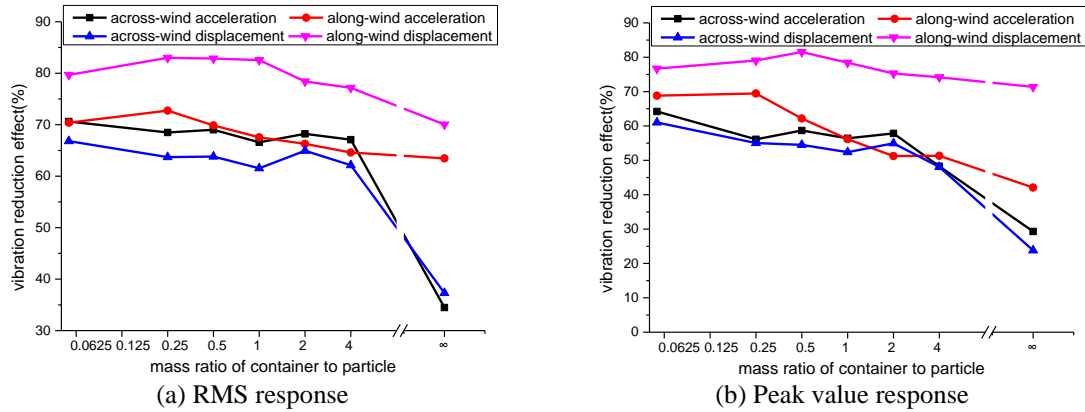 across-wind acceleration along-wind acceleration
across-wind displacement along-wind displacement
90
80
70
60
50
40
30
vibration reduction effect(%)
0.0625 0.125 0.25 0.5 1 2 4 ∞
mass ratio of container to particle
(a) RMS response
across-wind acceleration along-wind acceleration
across-wind displacement along-wind displacement
90
80
70
60
50
40
30
20
10
0
vibration reduction effect(%)
0.0625 0.125 0.25 0.5 1 2 4 ∞
mass ratio of container to particle
(b) Peak value response